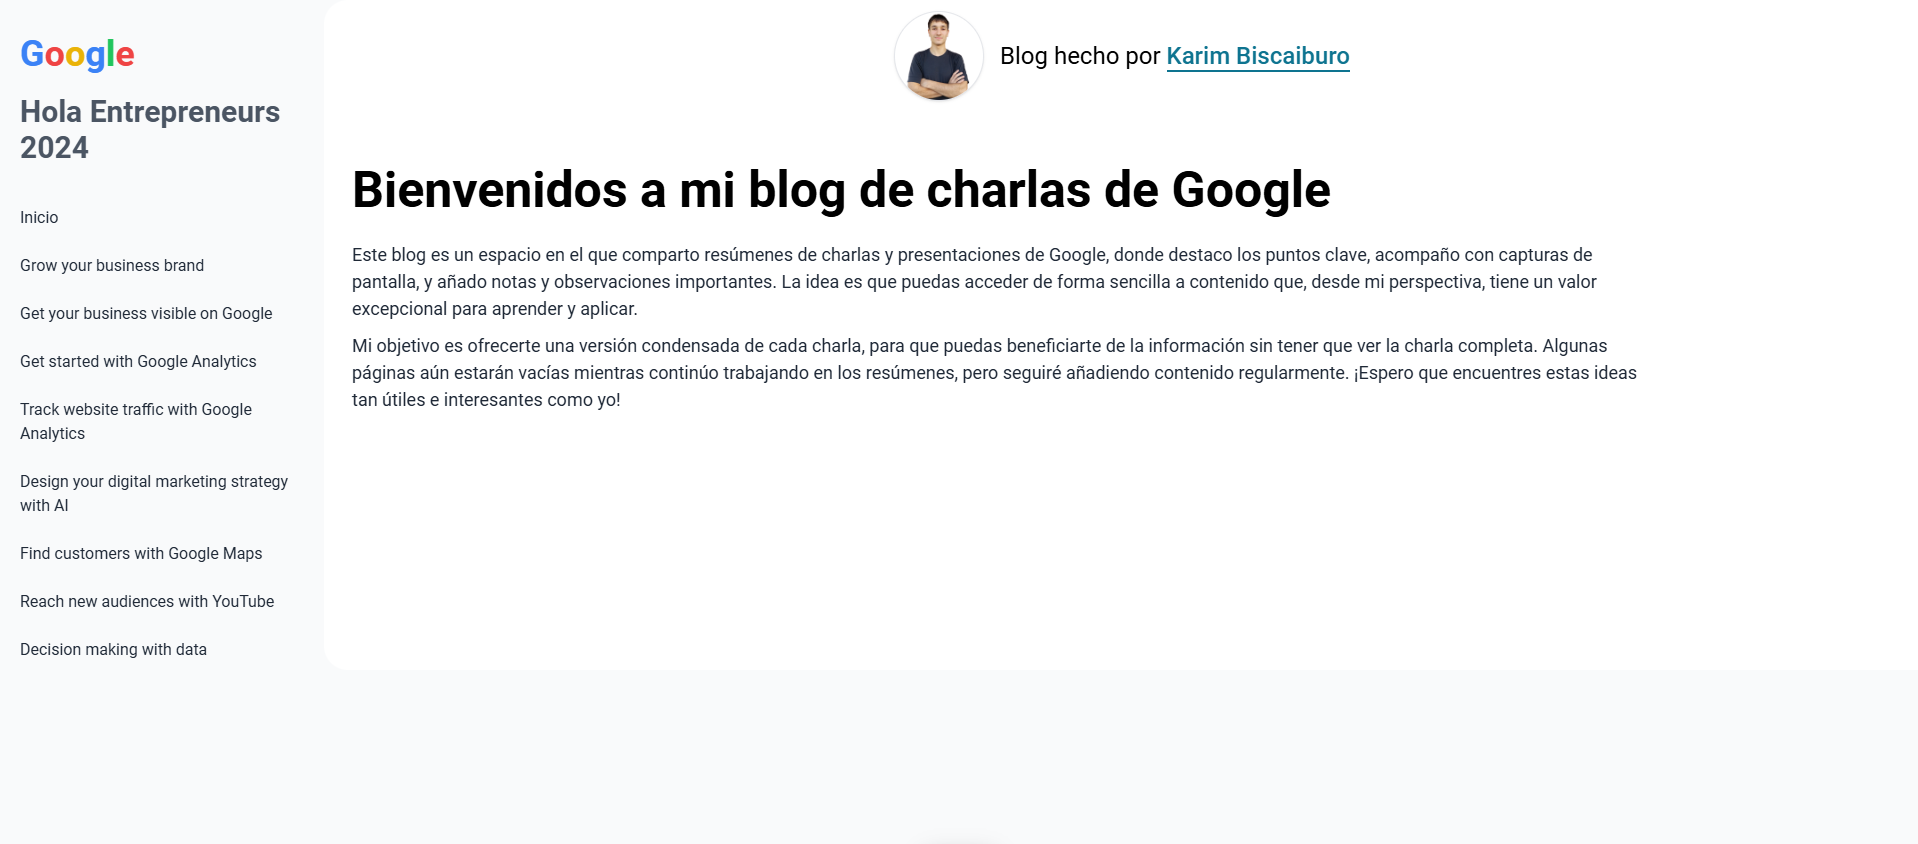 Google
Hola Entrepreneurs
2024
Inicio
Grow your business brand
Get your business visible on Google
Get started with Google Analytics
Track website traffic with Google
Analytics
Design your digital marketing strategy
with AI
Find customers with Google Maps
Reach new audiences with YouTube
Decision making with data
Blog hecho por Karim Biscaiburo
Bienvenidos a mi blog de charlas de Google
Este blog es un espacio en el que comparto resúmenes de charlas y presentaciones de Google, donde destaco los puntos clave, acompaño con capturas de
pantalla, y añado notas y observaciones importantes. La idea es que puedas acceder de forma sencilla a contenido que, desde mi perspectiva, tiene un valor
excepcional para aprender y aplicar.
Mi objetivo es ofrecerte una versión condensada de cada charla, para que puedas beneficiarte de la información sin tener que ver la charla completa. Algunas
páginas aún estarán vacías mientras continúo trabajando en los resúmenes, pero seguiré añadiendo contenido regularmente. ¡Espero que encuentres estas ideas
tan útiles e interesantes como yo!